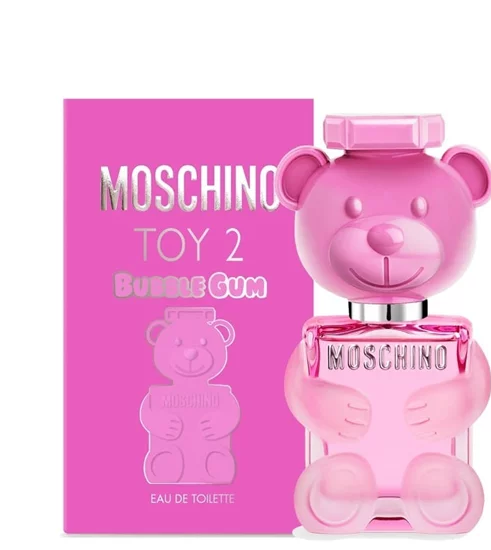 MOSCHINO
TOY 2
BUBBLE GUM
MOSCHINO
EAU DE TOILETTE
MOSCHINO